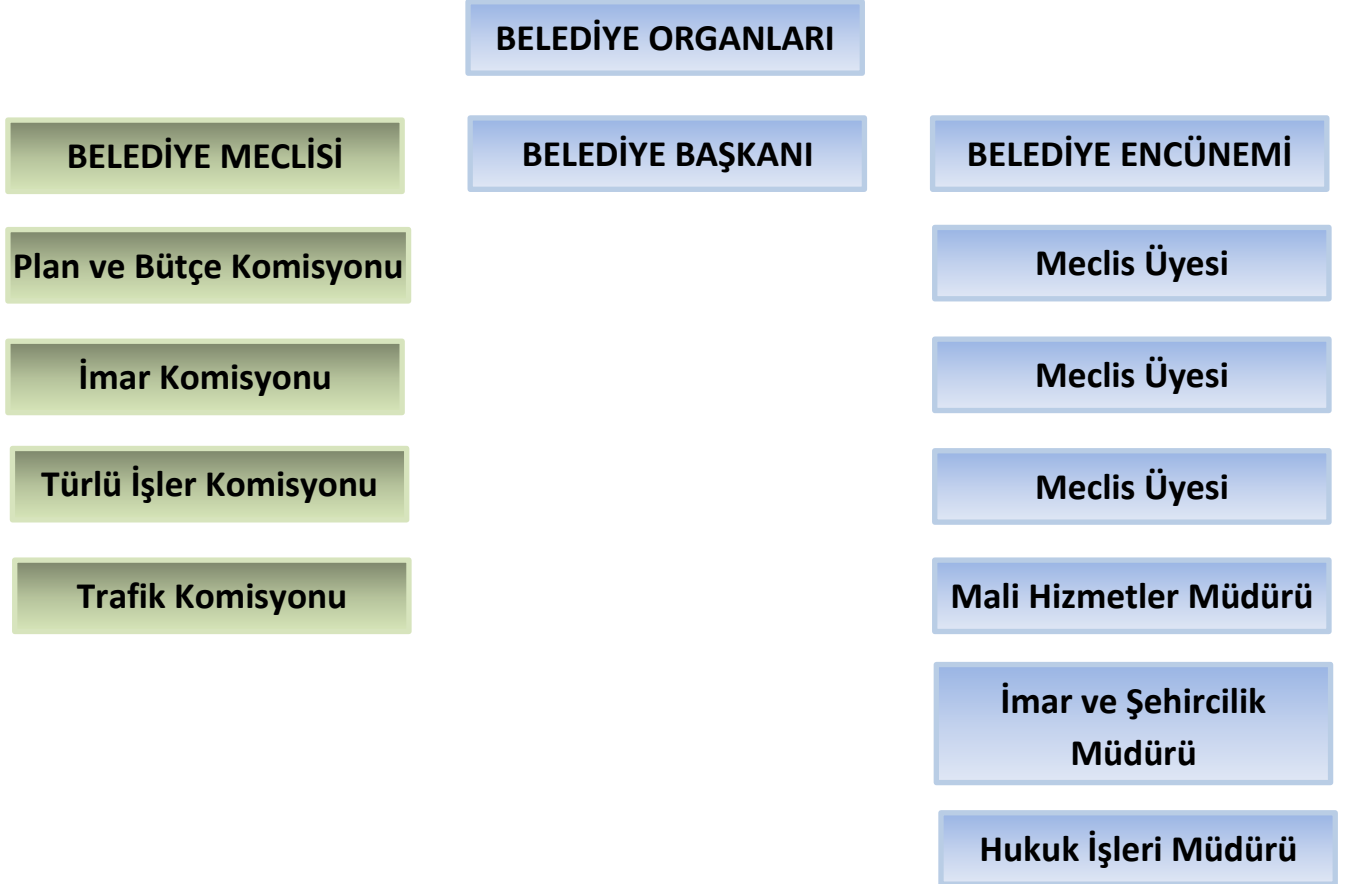 BELEDİYE ORGANLARI
BELEDİYE MECLİSİ
BELEDİYE BAŞKANI
BELEDİYE ENCÜNEMİ
Plan ve Bütçe Komisyonu
Meclis Üyesi
İmar Komisyonu
Meclis Üyesi
Türlü İşler Komisyonu
Meclis Üyesi
Trafik Komisyonu
Mali Hizmetler Müdürü
İmar ve Şehircilik
Müdürü
Hukuk İşleri Müdürü